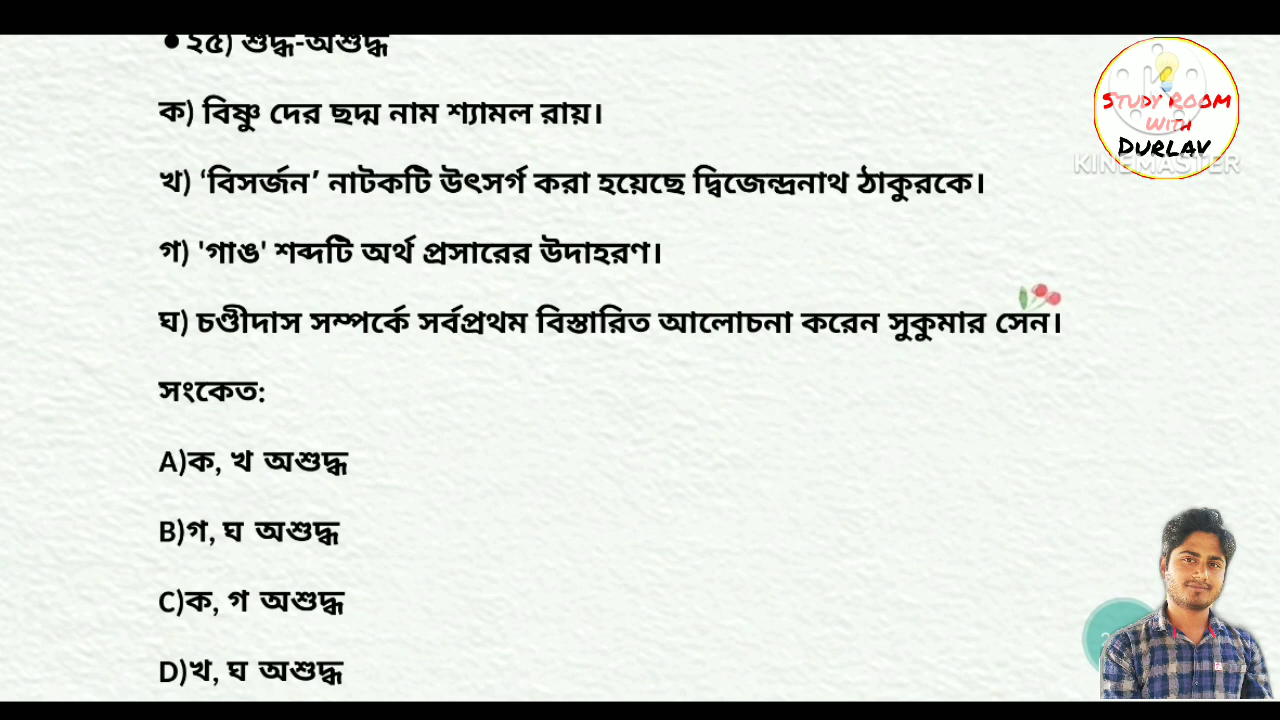 • ২৫) শুদ্ধ-অশুদ্ধ
ক) বিষ্ণু দের ছদ্ম নাম শ্যামল রায়।
খ) ‘বিসর্জন’ নাটকটি উৎসর্গ করা হয়েছে দ্বিজেন্দ্রনাথ ঠাকুরকে।
গ) 'গাঙ' শব্দটি অর্থ প্রসারের উদাহরণ।
ঘ) চণ্ডীদাস সম্পর্কে সর্বপ্রথম বিস্তারিত আলোচনা করেন সুকুমার সেন।
সংকেত:
A)ক, খ অশুদ্ধ
B)গ, ঘ অশুদ্ধ
C)ক, গ অশুদ্ধ
D)খ, ঘ অশুদ্ধ
STUDY ROOM
WITH
DURLAV
KINEMASTER